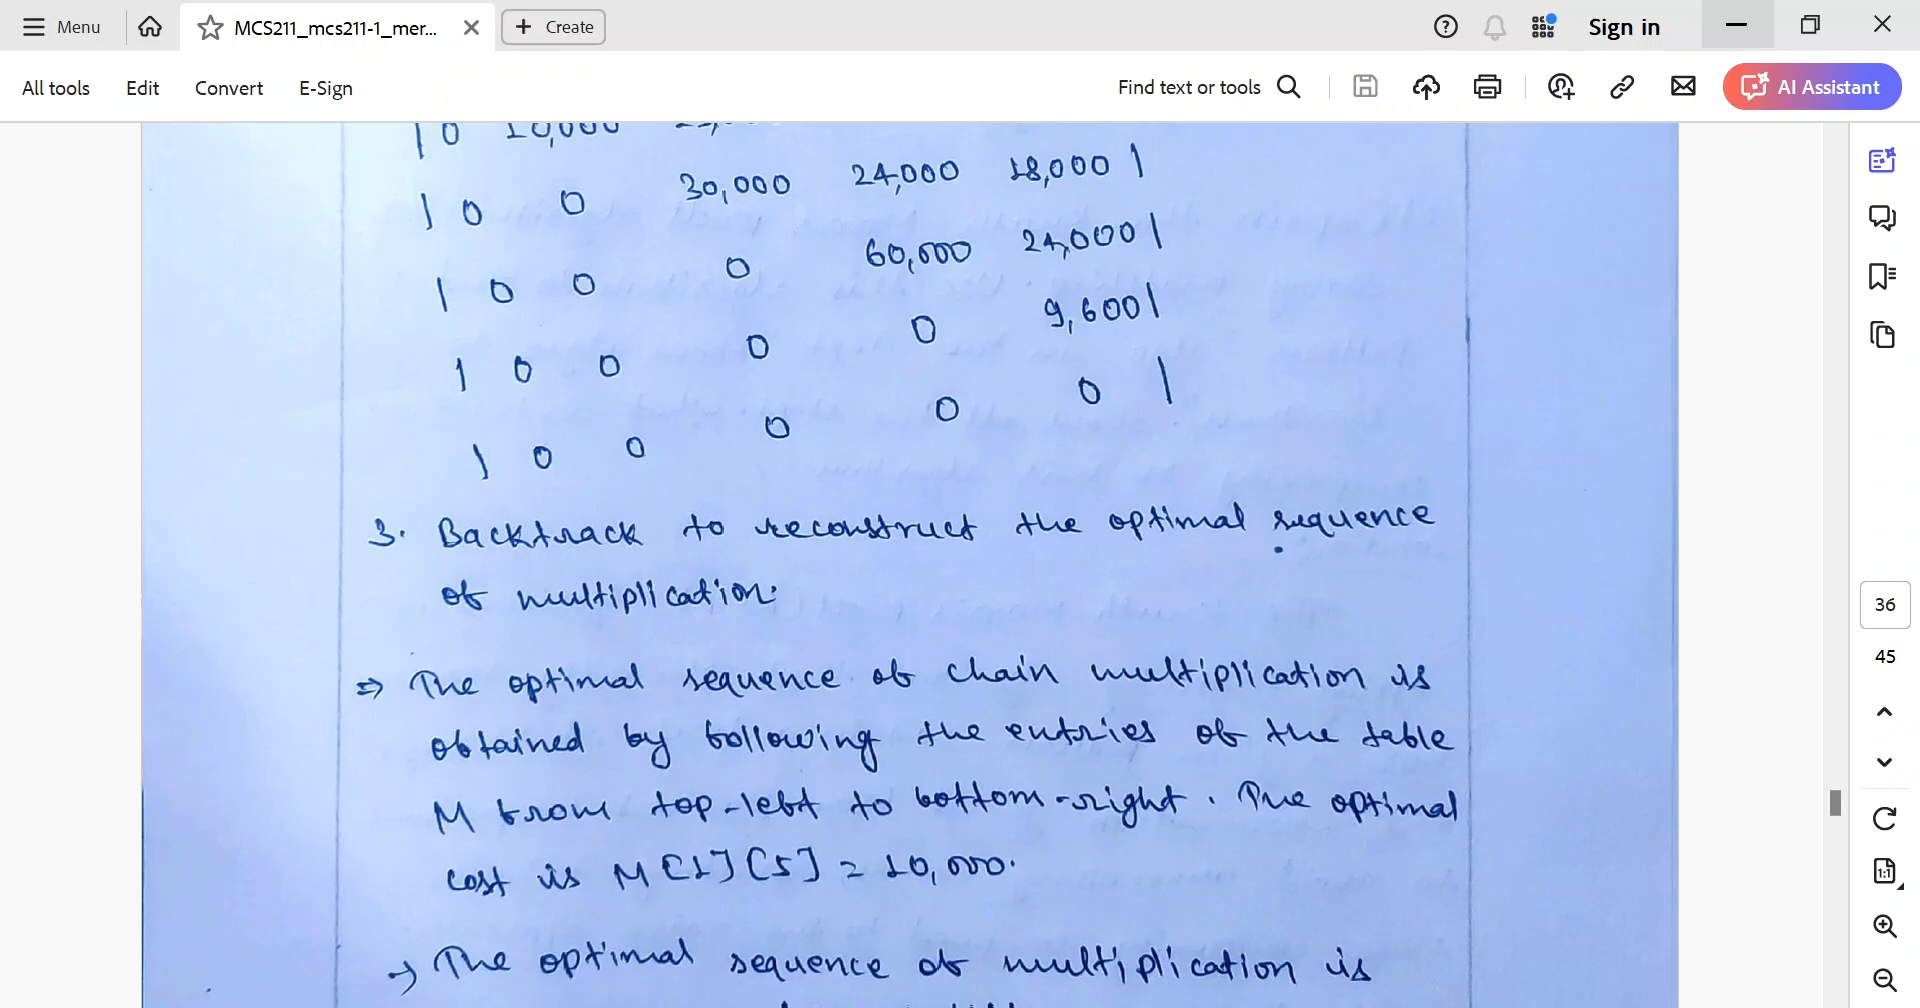 Menu
MCS211_mcs211-1_mer...
Create
Sign in
All tools
Edit
Convert
E-Sign
Find text or tools
AI Assistant
| 0 10,000
| 0 0 30,000 24,000 18,000 |
| 0 0 0 60,000 24,000 |
| 0 0 0 0 9,600 |
| 0 0 0 0 0 |
3. Backtrack to reconstruct the optimal sequence
of multiplication:
⇒ The optimal sequence of chain multiplication is
obtained by following the entries of the table
M from top-left to bottom-right. The optimal
cost is M[1][5] = 10,000.
→ The optimal sequence of multiplication is
36
45
1:1